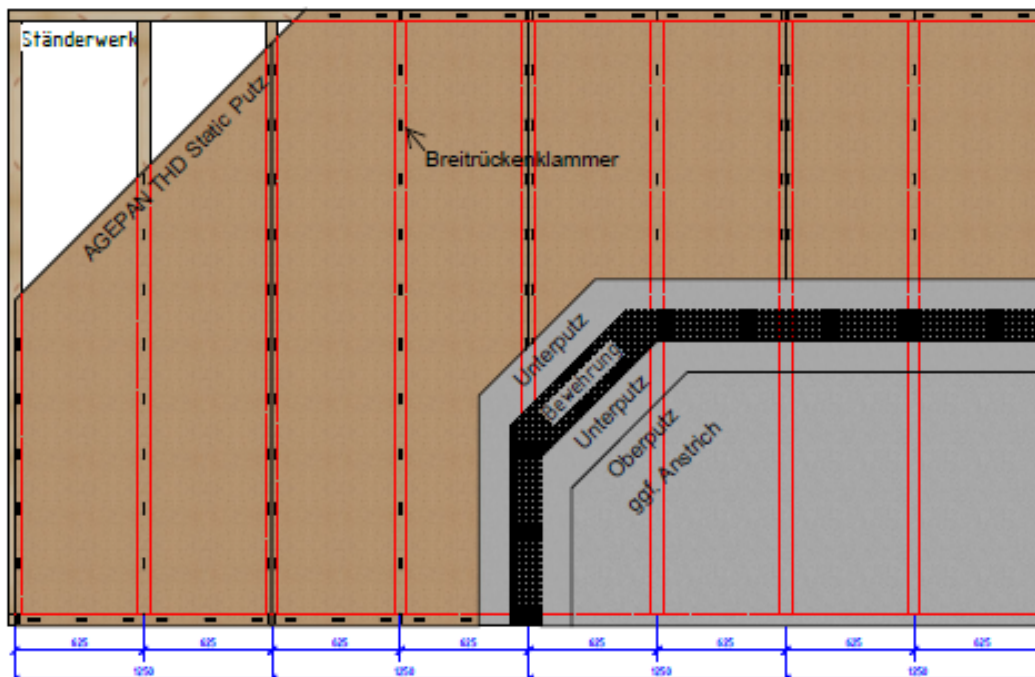 Ständerwerk
AGEPAN THD Static Putz
Breitrückenklammer
Unterputz
Bewehrung
Unterputz
Oberputz
ggf. Anstrich
625
625
625
625
625
625
625
625
1250
1250
1250
1250